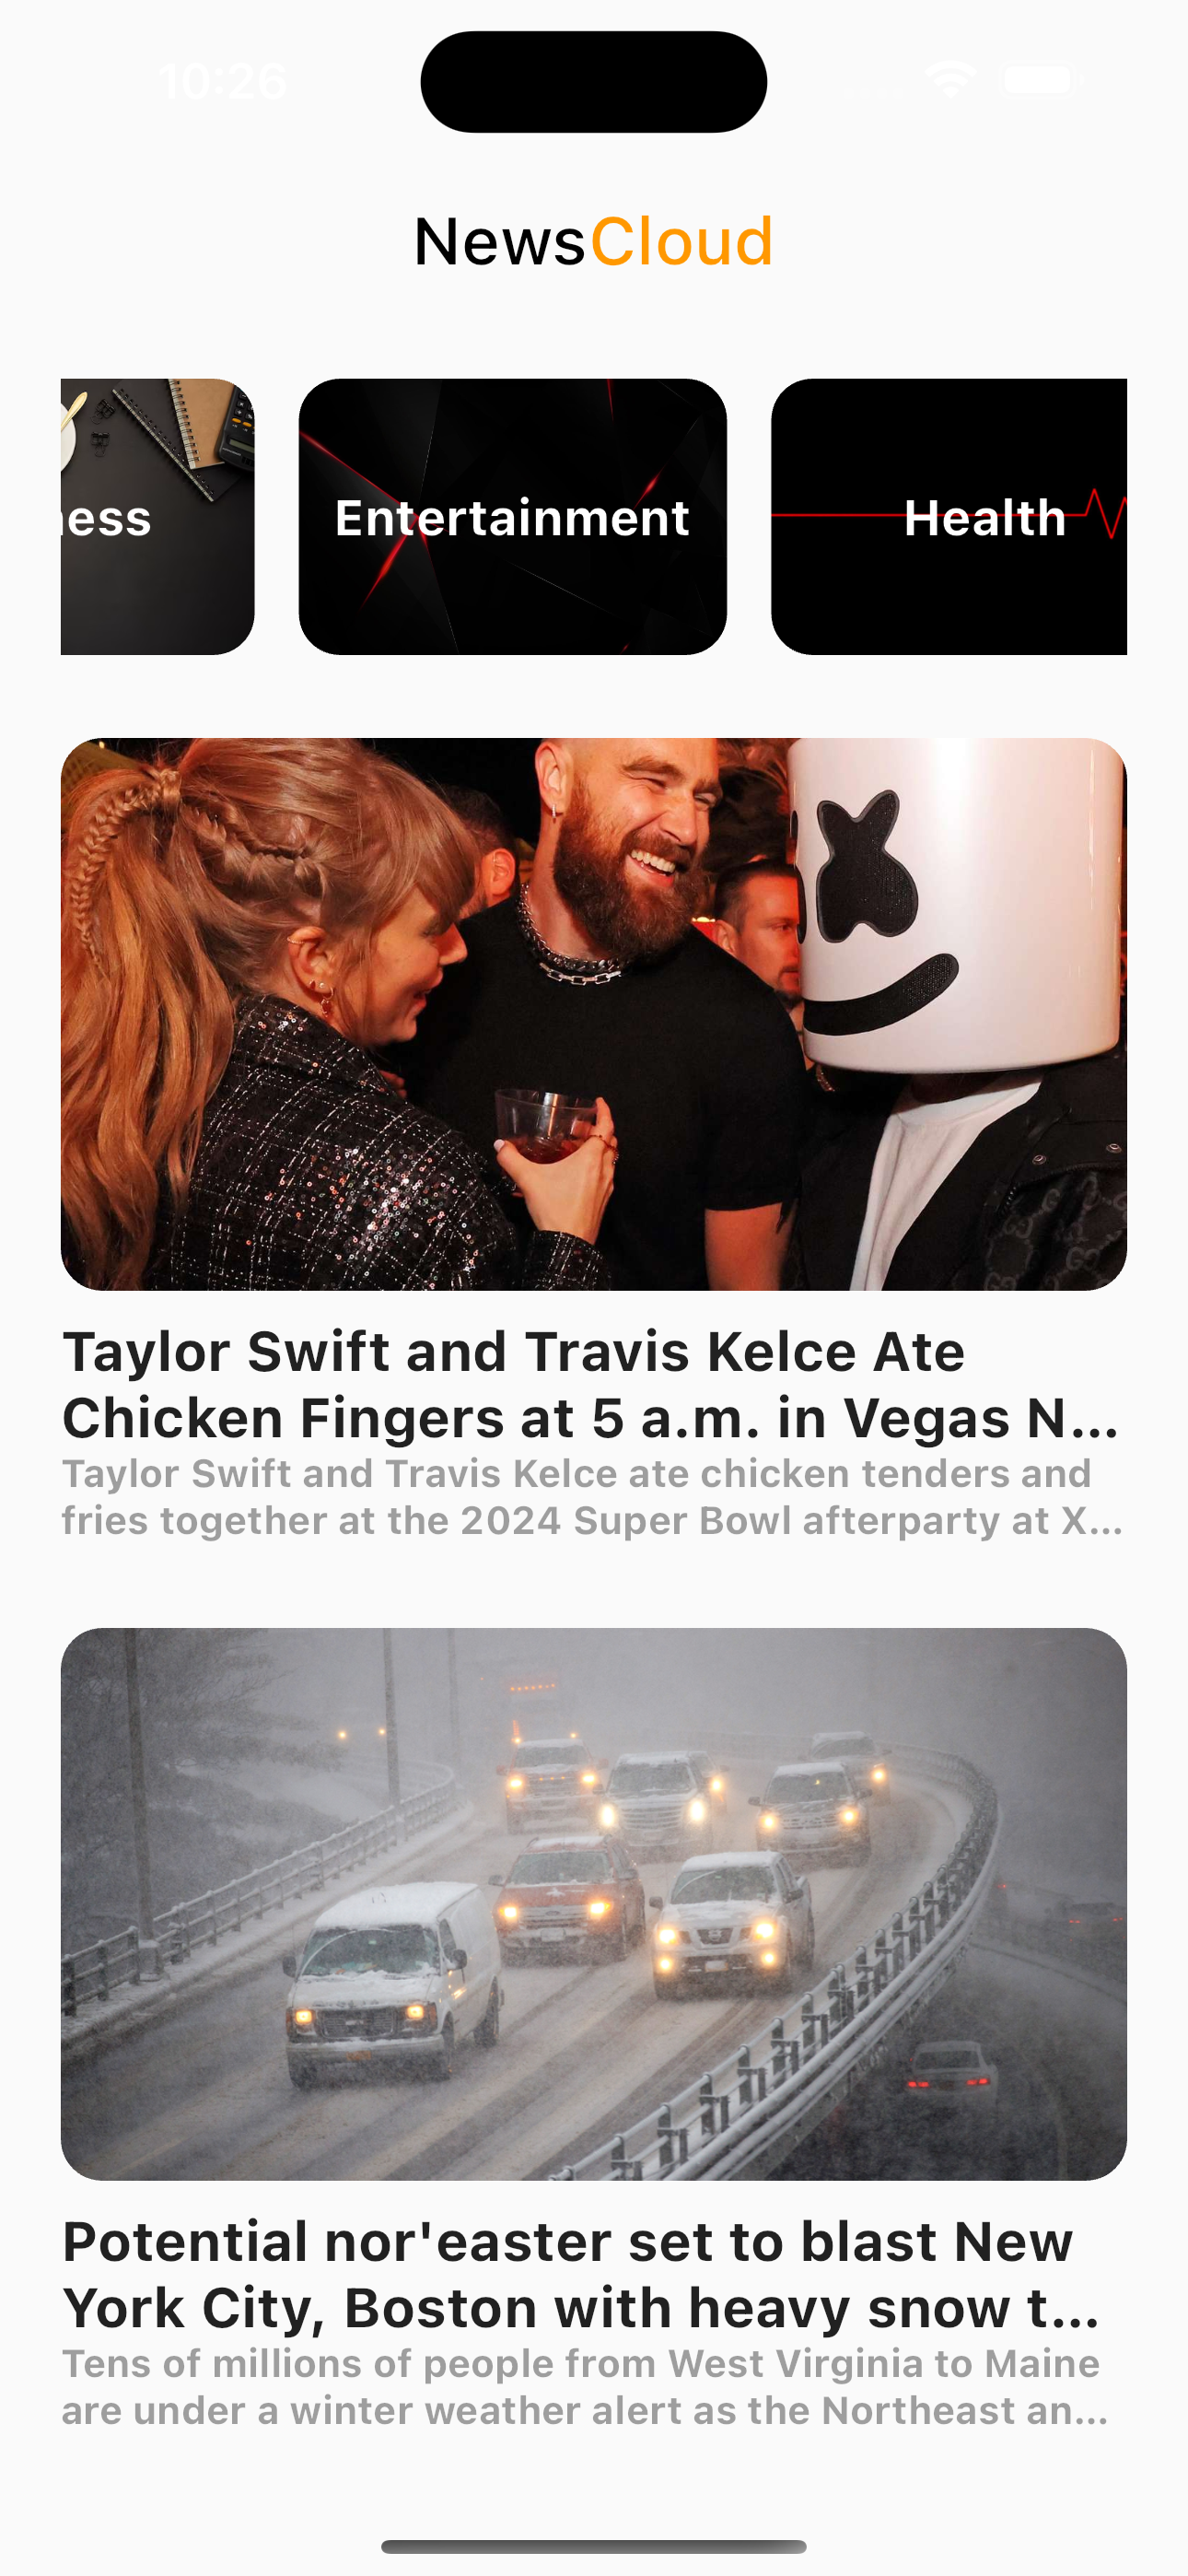 10:26
NewsCloud
ness
Entertainment
Health
Taylor Swift and Travis Kelce Ate
Chicken Fingers at 5 a.m. in Vegas N...
Taylor Swift and Travis Kelce ate chicken tenders and
fries together at the 2024 Super Bowl afterparty at X...
Potential nor'easter set to blast New
York City, Boston with heavy snow t...
Tens of millions of people from West Virginia to Maine
are under a winter weather alert as the Northeast an...